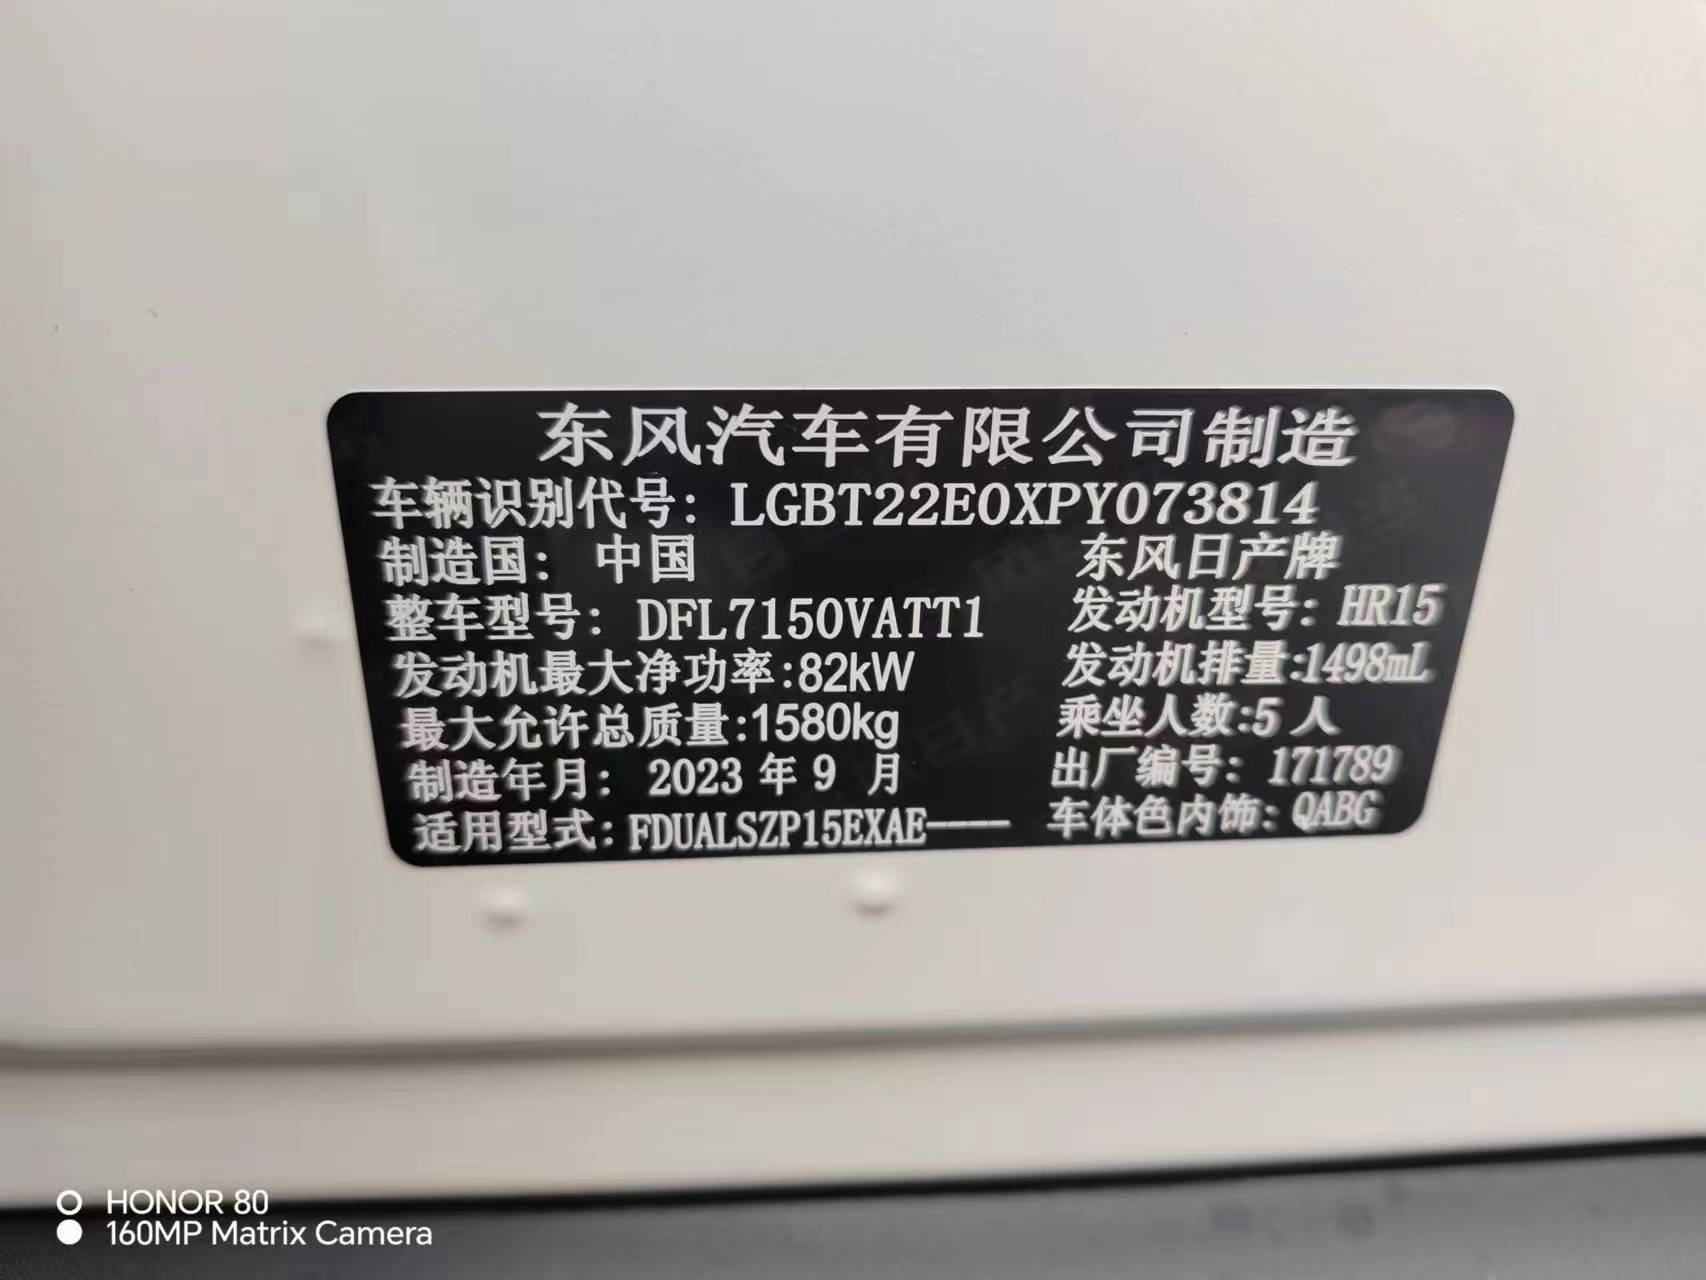 东风汽车有限公司制造
车辆识别代号: LGBT22E0XPY073814
制造国: 中国 东风日产牌
整车型号: DFL7150VATT1 发动机型号: HR15
发动机最大净功率:82kW 发动机排量:1498mL
最大允许总质量:1580kg 乘坐人数:5 人
制造年月: 2023 年 9 月 出厂编号: 171789
适用型式: FDUALSZP15EXAE---- 车体色内饰: QABG
HONOR 80
160MP Matrix Camera